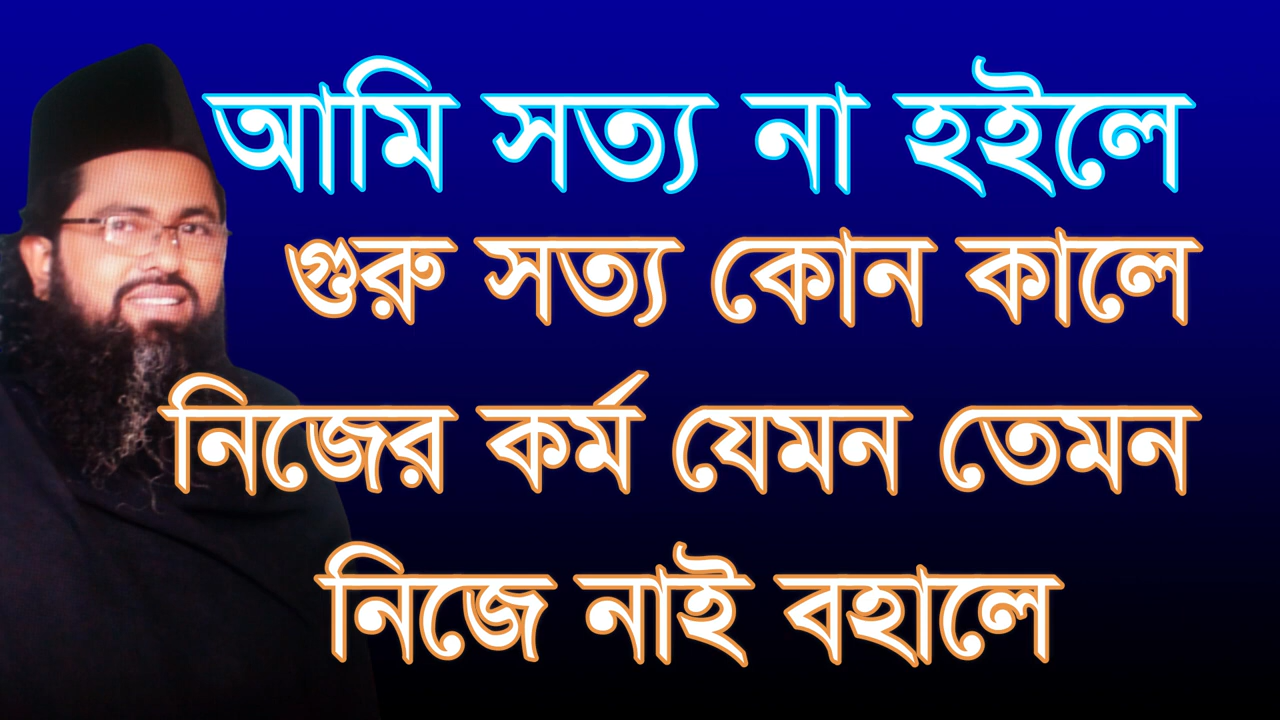 আমি সত্য না হইলে
গুরু সত্য কোন কালে
নিজের কর্ম যেমন তেমন
নিজে নাই বহালে